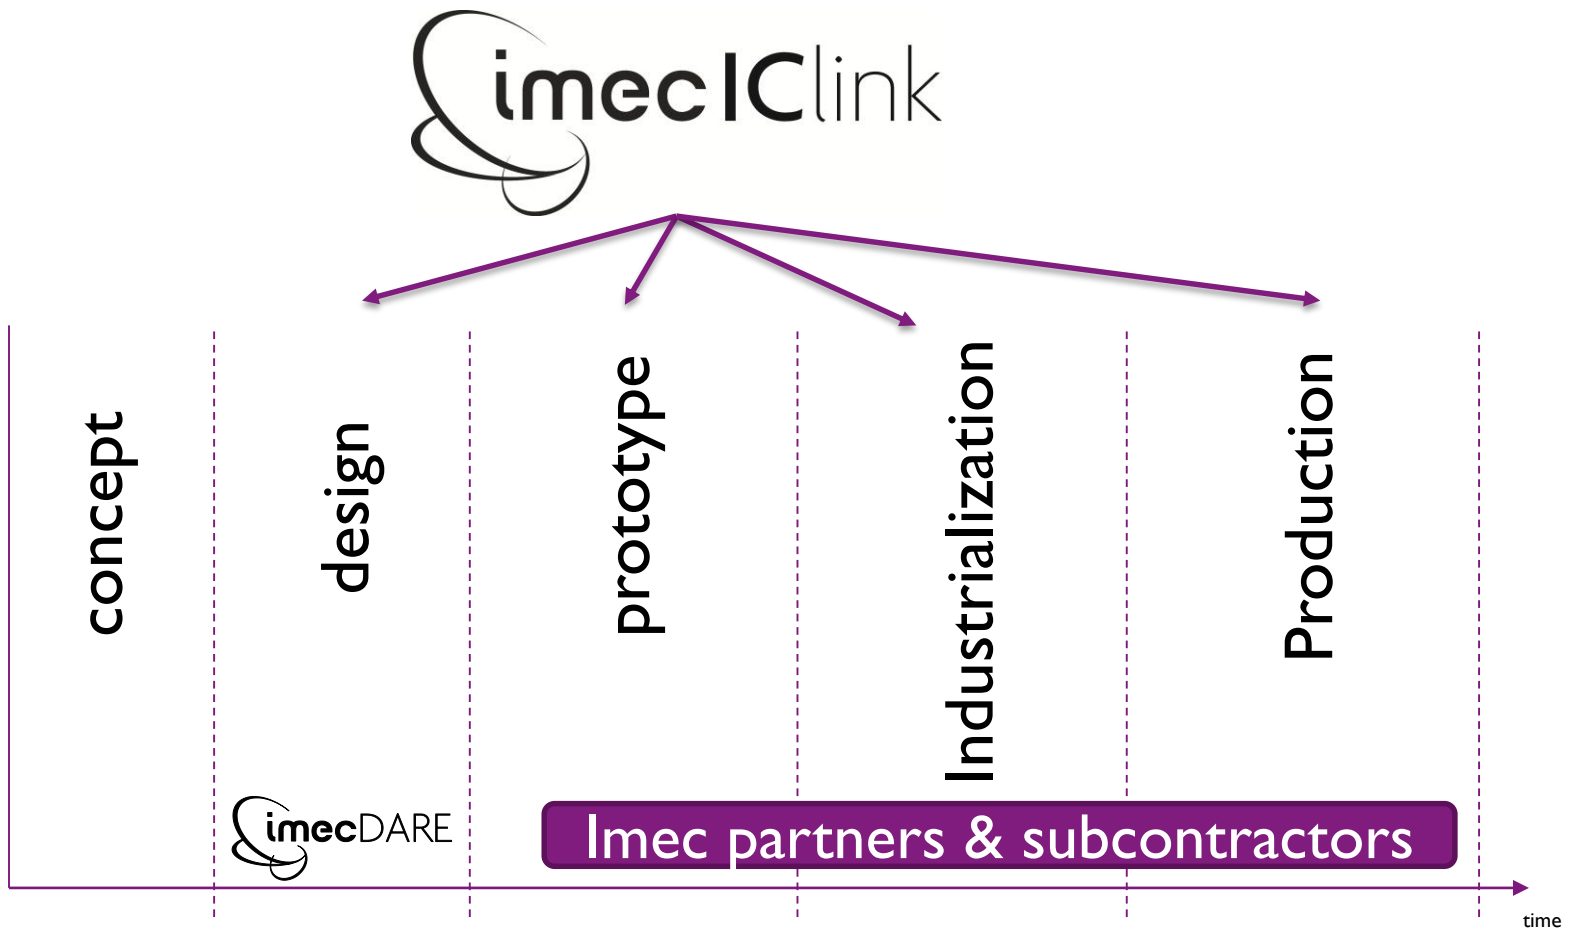 imec IClink
concept
design
prototype
Industrialization
Production
imecDARE
Imec partners & subcontractors
time